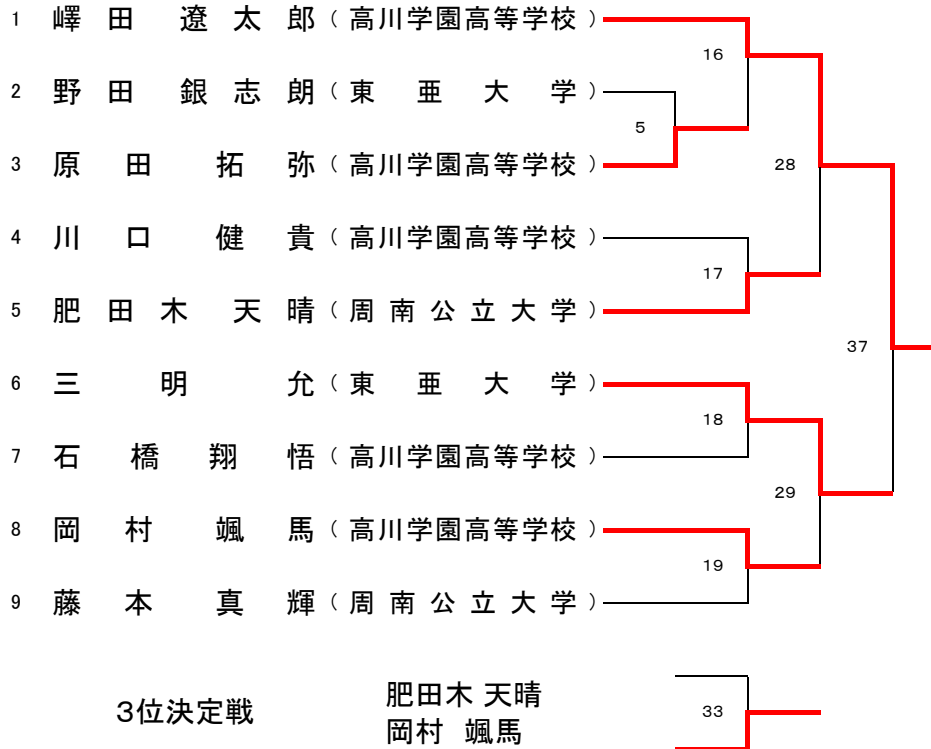 1 嶧田 遼太郎 (高川学園高等学校)
16
2 野田 銀志朗 (東亜大学)
5
3 原田 拓弥 (高川学園高等学校)
28
4 川口 健貴 (高川学園高等学校)
17
5 肥田木 天晴 (周南公立大学)
37
6 三明 允 (東亜大学)
18
7 石橋 翔悟 (高川学園高等学校)
29
8 岡村 颯馬 (高川学園高等学校)
19
9 藤本 真輝 (周南公立大学)
3位決定戦
肥田木 天晴
岡村 颯馬
33